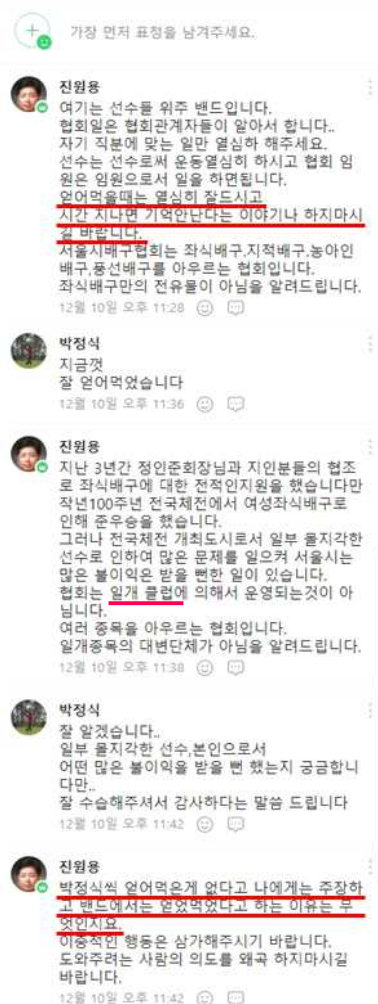 가장 먼저 표정을 남겨주세요.
진원용
여기는 선수들 위주 밴드입니다.
협회일은 협회관계자들이 알아서 합니다..
자기 직분에 맞는 일만 열심하 해주세요.
선수는 선수로써 운동열심히 하시고 협회 임
원은 임원으로서 일을 하면됩니다.
얻어먹을때는 열심히 잘드시고
시간 지나면 기억안난다는 이야기나 하지마시
길 바랍니다.
서울시배구협회는 좌식배구.지적배구.농아인
배구,풍선배구를 아우르는 협회입니다.
좌식배구만의 전유물이 아님을 알려드립니다.
12월 10일 오후 11:28
박정식
지금껏
잘 얻어먹었습니다
12월 10일 오후 11:36
진원용
지난 3년간 정인준회장님과 지인분들의 협조
로 좌식배구에 대한 전적인지원을 했습니다만
작년100주년 전국체전에서 여성좌식배구로
인해 준우승을 했습니다.
그러나 전국체전 개최도시로서 일부 몰지각한
선수로 인하여 많은 문제를 일으켜 서울시는
많은 불이익은 받을 뻔한 일이 있습니다.
협회는 일개 클럽에 의해서 운영되는것이 아
닙니다.
여러 종목을 아우르는 협회입니다.
일개종목의 대변단체가 아님을 알려드립니다.
12월 10일 오후 11:38
박정식
잘 알겠습니다..
일부 몰지각한 선수,본인으로서
어떤 많은 불이익을 받을 뻔 했는지 궁금합니
다만..
잘 수습해주셔서 감사하다는 말씀 드립니다
12월 10일 오후 11:42
진원용
박정식씩 얻어먹은게 없다고 나에게는 주장하
고 밴드에서는 얻었먹었다고 하는 이유는 무
엇인지요.
이중적인 행동은 삼가해주시기 바랍니다.
도와주려는 사람의 의도를 왜곡 하지마시길
바랍니다.
12월 10일 오후 11:42